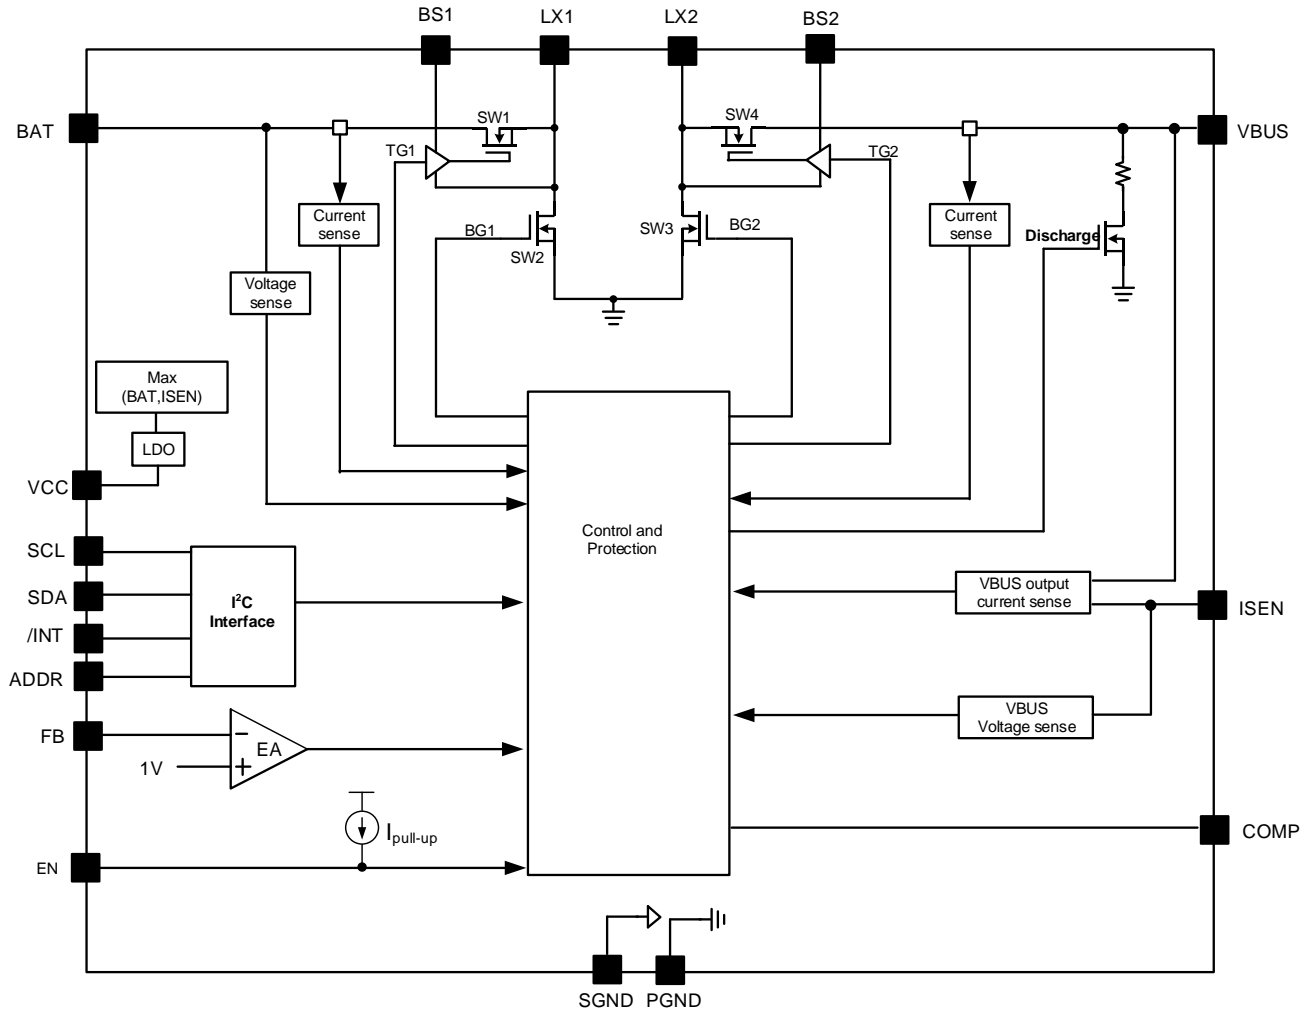 BS1
LX1
LX2
BS2
BAT
SW1
SW4
VBUS
TG1
TG2
Current
sense
BG1
SW2
SW3
BG2
Current
sense
Discharge
Voltage
sense
Max
(BAT,ISEN)
LDO
VCC
Control and
Protection
SCL
SDA
/INT
ADDR
I²C
Interface
VBUS output
current sense
ISEN
FB
−
EA
1V
+
VBUS
Voltage sense
Ipull-up
COMP
EN
SGND
PGND